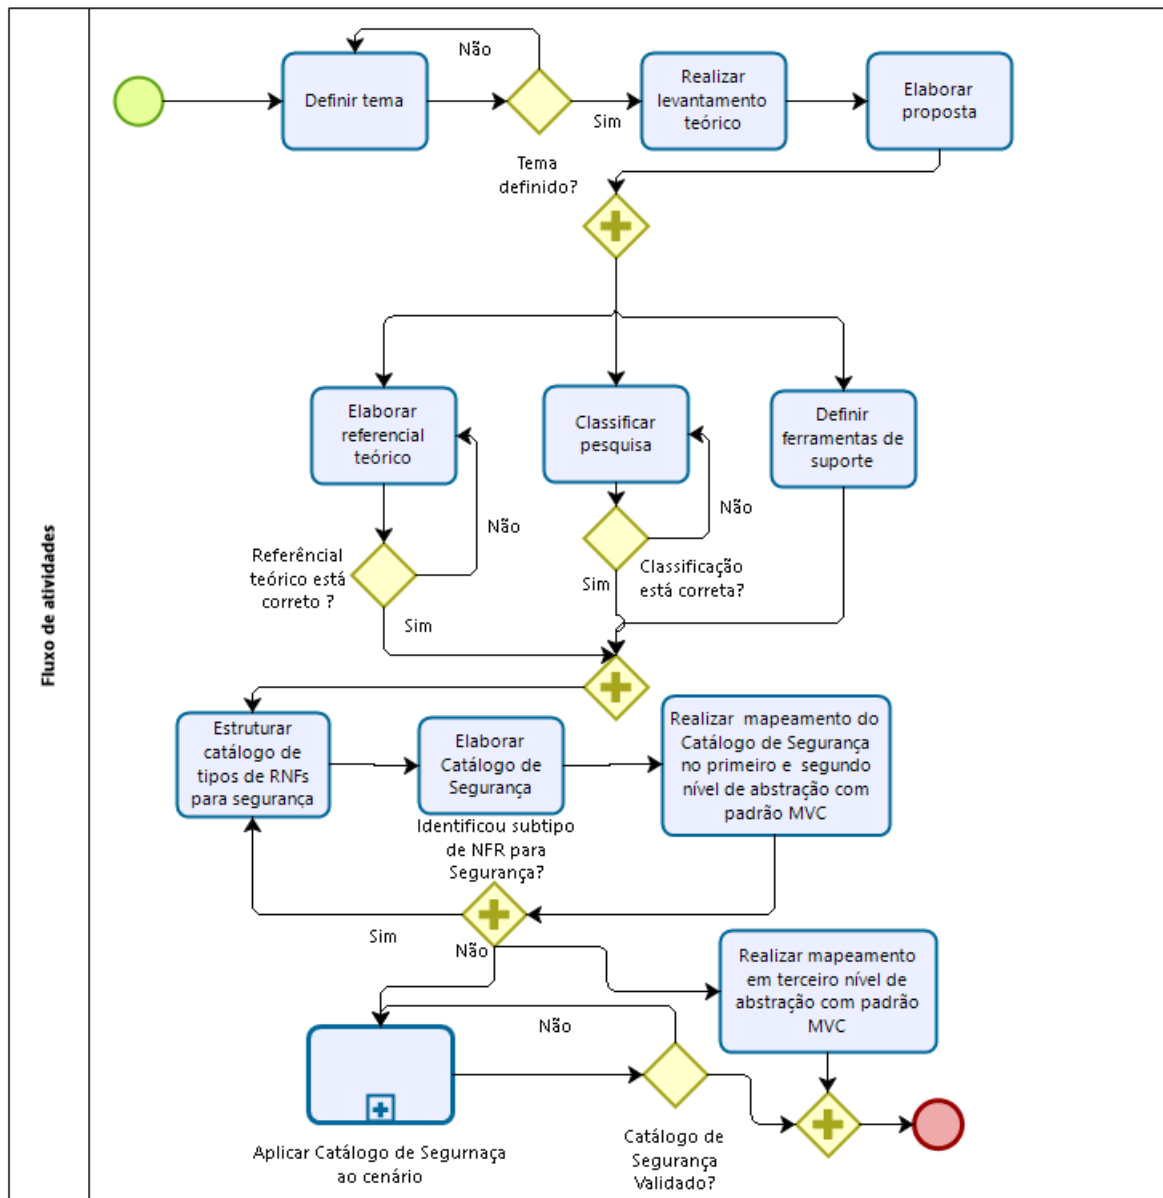 Fluxo de atividades
Não
Definir tema
Sim
Tema
definido?
Realizar
levantamento
teórico
Elaborar
proposta
Elaborar
referencial
teórico
Classificar
pesquisa
Definir
ferramentas de
suporte
Não
Não
Referêncial
teórico está
correto ?
Sim
Sim
Classificação
está correta?
Estruturar
catálogo de
tipos de RNFs
para segurança
Elaborar
Catálogo de
Segurança
Realizar mapeamento do
Catálogo de Segurança
no primeiro e segundo
nível de abstração com
padrão MVC
Identificou subtipo
de NFR para
Segurança?
Sim
Não
Realizar mapeamento
em terceiro nível de
abstração com padrão
MVC
Não
Aplicar Catálogo de Segurnaça
ao cenário
Catálogo de
Segurança
Validado?